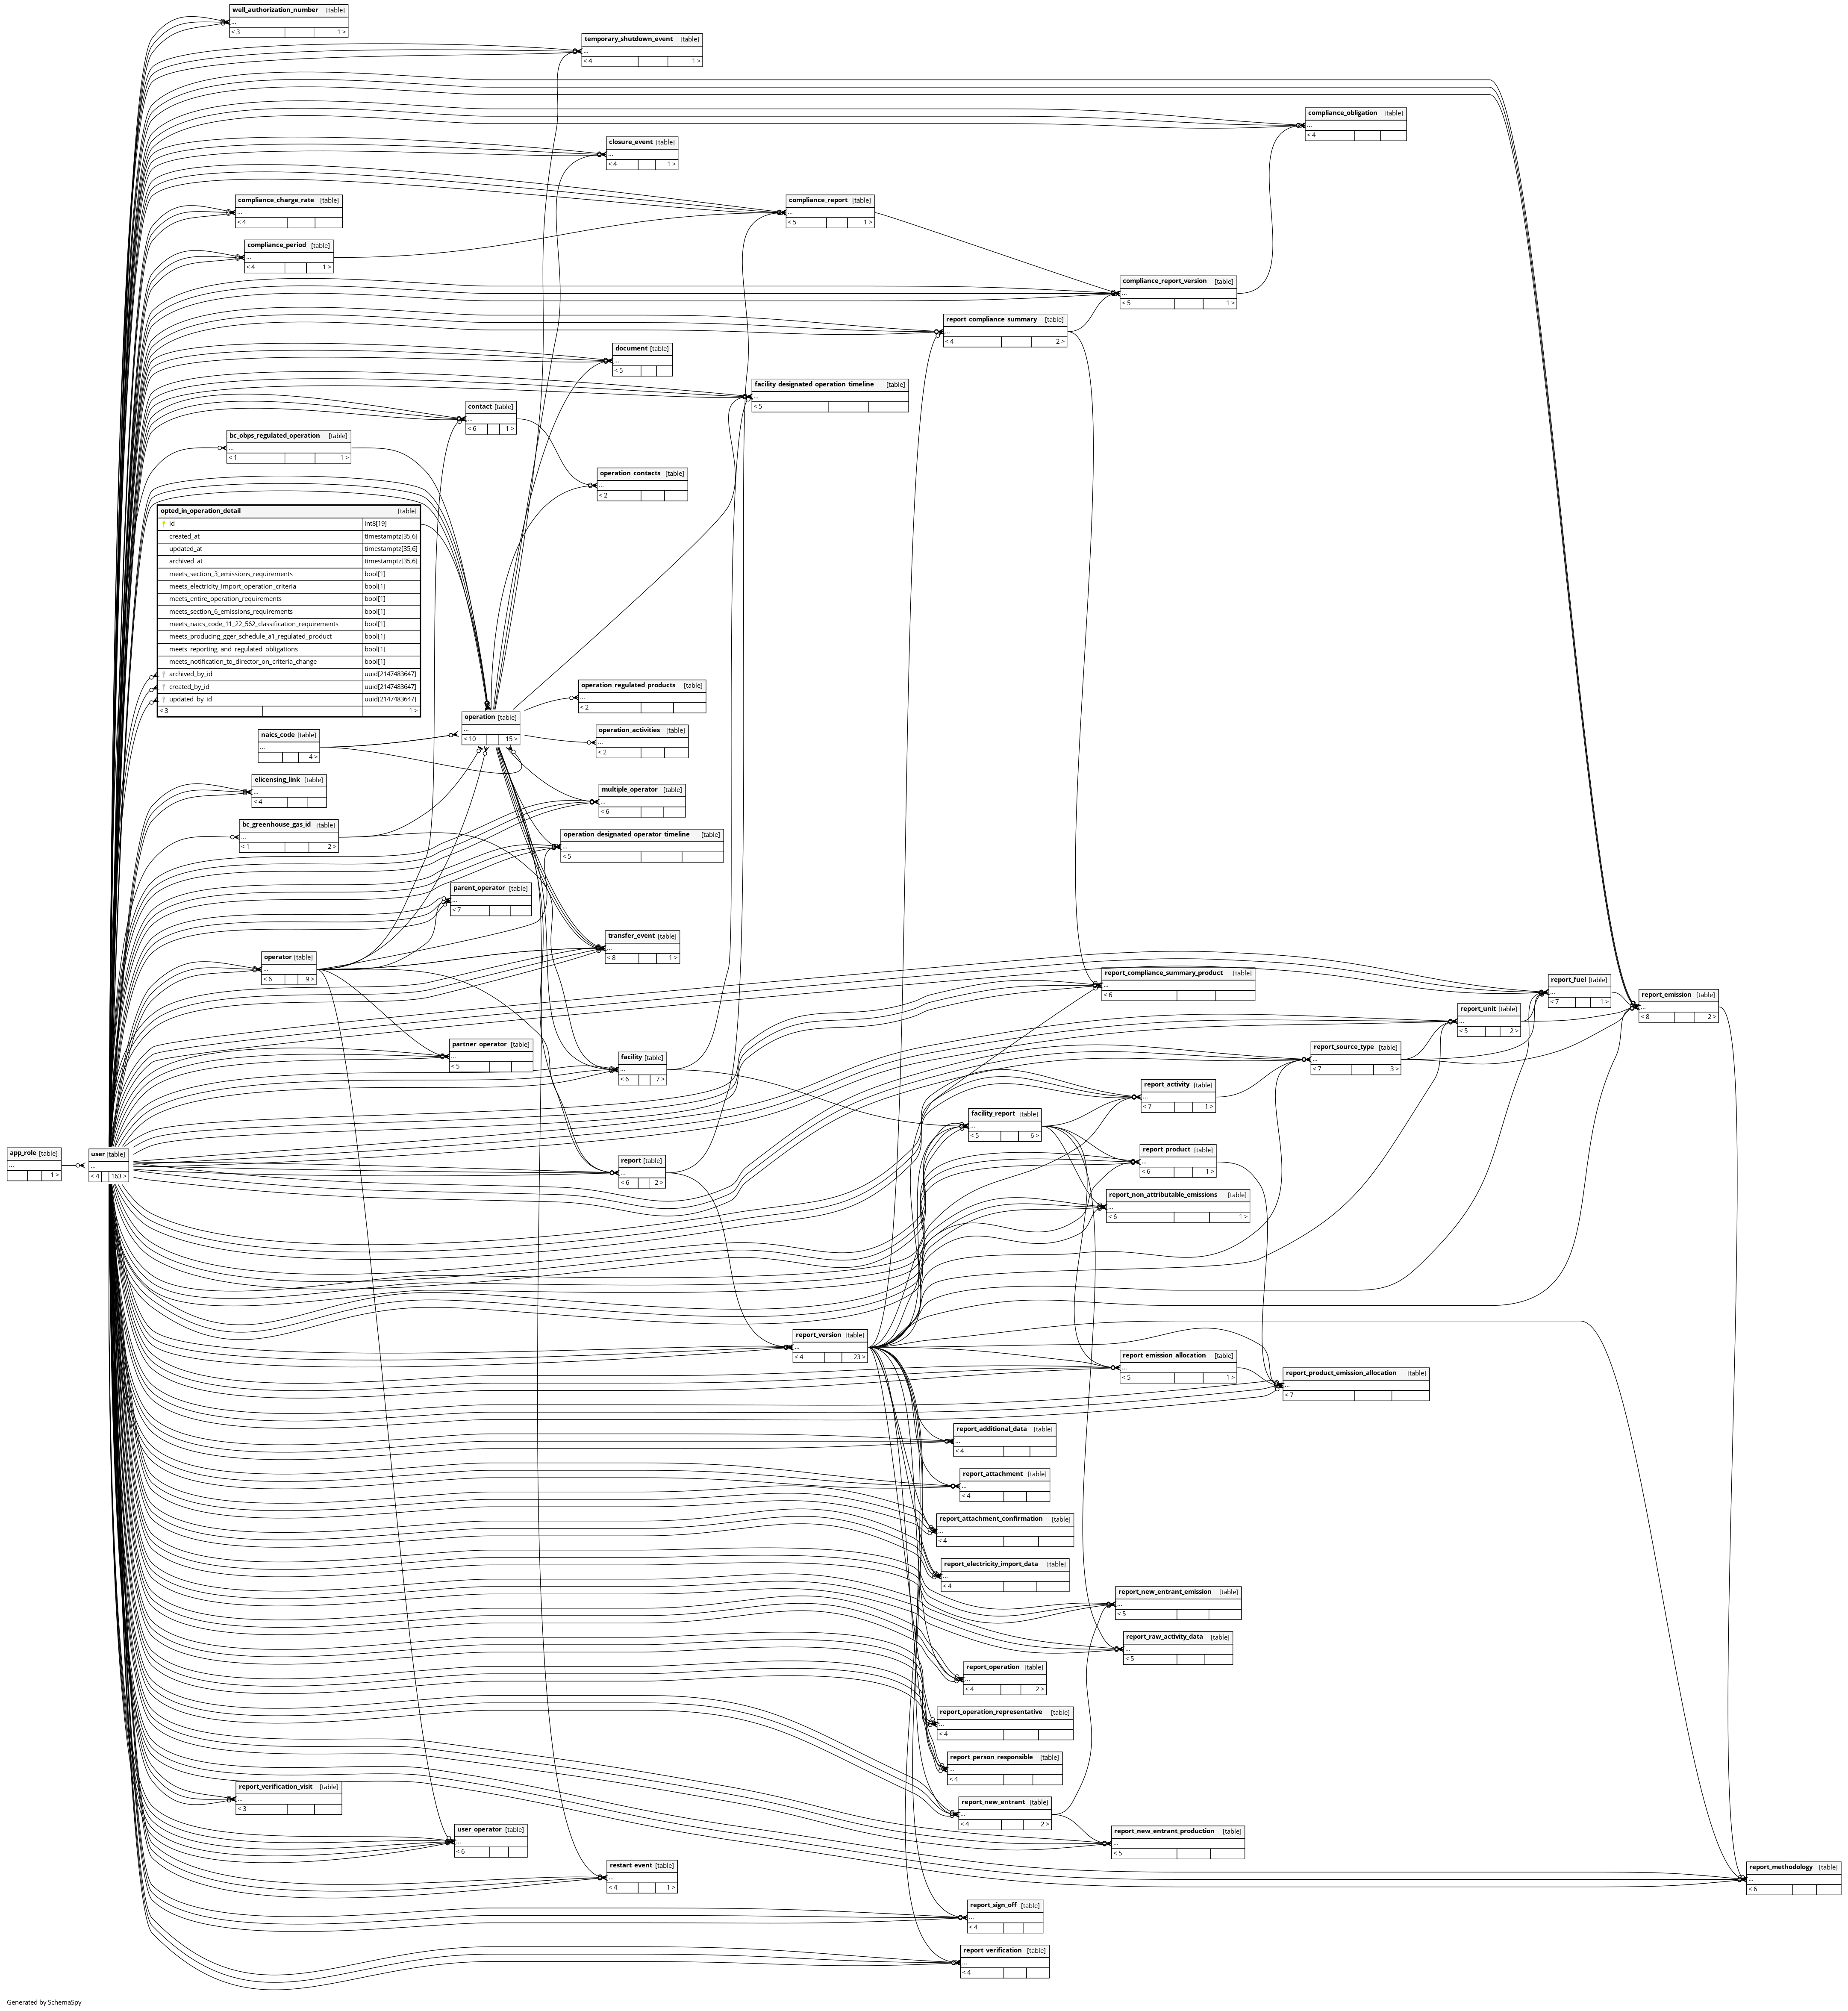 well_authorization_number [table]
...
< 3 1 >
temporary_shutdown_event [table]
...
< 4 1 >
compliance_obligation [table]
...
< 4
closure_event [table]
...
< 4 1 >
compliance_charge_rate [table]
...
< 4
compliance_report [table]
...
< 5 1 >
compliance_period [table]
...
< 4 1 >
compliance_report_version [table]
...
< 5 1 >
report_compliance_summary [table]
...
< 4 2 >
document [table]
...
< 5
facility_designated_operation_timeline [table]
...
< 5
contact [table]
...
< 6 1 >
bc_obps_regulated_operation [table]
...
< 1 1 >
operation_contacts [table]
...
< 2
opted_in_operation_detail [table]
id int8[19]
created_at timestamptz[35,6]
updated_at timestamptz[35,6]
archived_at timestamptz[35,6]
meets_section_3_emissions_requirements bool[1]
meets_electricity_import_operation_criteria bool[1]
meets_entire_operation_requirements bool[1]
meets_section_6_emissions_requirements bool[1]
meets_naics_code_11_22_562_classification_requirements bool[1]
meets_producing_gger_schedule_a1_regulated_product bool[1]
meets_reporting_and_regulated_obligations bool[1]
meets_notification_to_director_on_criteria_change bool[1]
archived_by_id uuid[2147483647]
created_by_id uuid[2147483647]
updated_by_id uuid[2147483647]
< 3 1 >
operation_regulated_products [table]
...
< 2
operation [table]
...
< 10 15 >
operation_activities [table]
...
< 2
naics_code [table]
...
4 >
elicensing_link [table]
...
< 4
multiple_operator [table]
...
< 6
bc_greenhouse_gas_id [table]
...
< 1 2 >
operation_designated_operator_timeline [table]
...
< 5
parent_operator [table]
...
< 7
transfer_event [table]
...
< 8 1 >
operator [table]
...
< 6 9 >
report_compliance_summary_product [table]
...
< 6
report_fuel [table]
...
< 7 1 >
report_emission [table]
...
< 8 2 >
report_unit [table]
...
< 5 2 >
partner_operator [table]
...
< 5
report_source_type [table]
...
< 7 3 >
facility [table]
...
< 6 7 >
report_activity [table]
...
< 7 1 >
facility_report [table]
...
< 5 6 >
app_role [table]
...
1 >
user [table]
...
< 4 163 >
report [table]
...
< 6 2 >
report_product [table]
...
< 6 1 >
report_non_attributable_emissions [table]
...
< 6 1 >
report_version [table]
...
< 4 23 >
report_emission_allocation [table]
...
< 5 1 >
report_product_emission_allocation [table]
...
< 7
report_additional_data [table]
...
< 4
report_attachment [table]
...
< 4
report_attachment_confirmation [table]
...
< 4
report_electricity_import_data [table]
...
< 4
report_new_entrant_emission [table]
...
< 5
report_raw_activity_data [table]
...
< 5
report_operation [table]
...
< 4 2 >
report_operation_representative [table]
...
< 4
report_person_responsible [table]
...
< 4
report_verification_visit [table]
...
< 3
report_new_entrant [table]
...
< 4 2 >
user_operator [table]
...
< 6
report_new_entrant_production [table]
...
< 5
restart_event [table]
...
< 4 1 >
report_methodology [table]
...
< 6
report_sign_off [table]
...
< 4
report_verification [table]
...
< 4
Generated by SchemaSpy